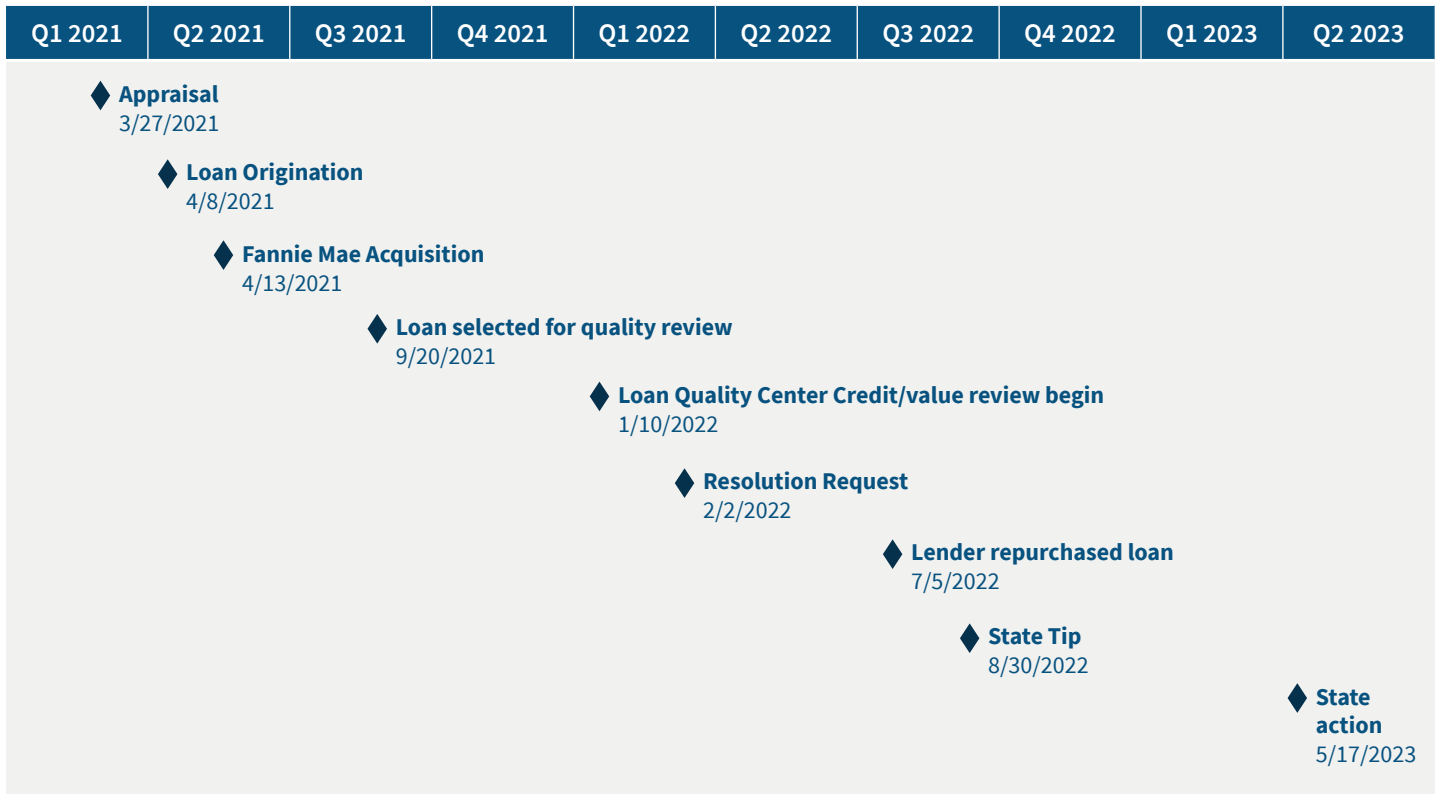 Q1 2021 Q2 2021 Q3 2021 Q4 2021 Q1 2022 Q2 2022 Q3 2022 Q4 2022 Q1 2023 Q2 2023
Appraisal
3/27/2021
Loan Origination
4/8/2021
Fannie Mae Acquisition
4/13/2021
Loan selected for quality review
9/20/2021
Loan Quality Center Credit/value review begin
1/10/2022
Resolution Request
2/2/2022
Lender repurchased loan
7/5/2022
State Tip
8/30/2022
State
action
5/17/2023